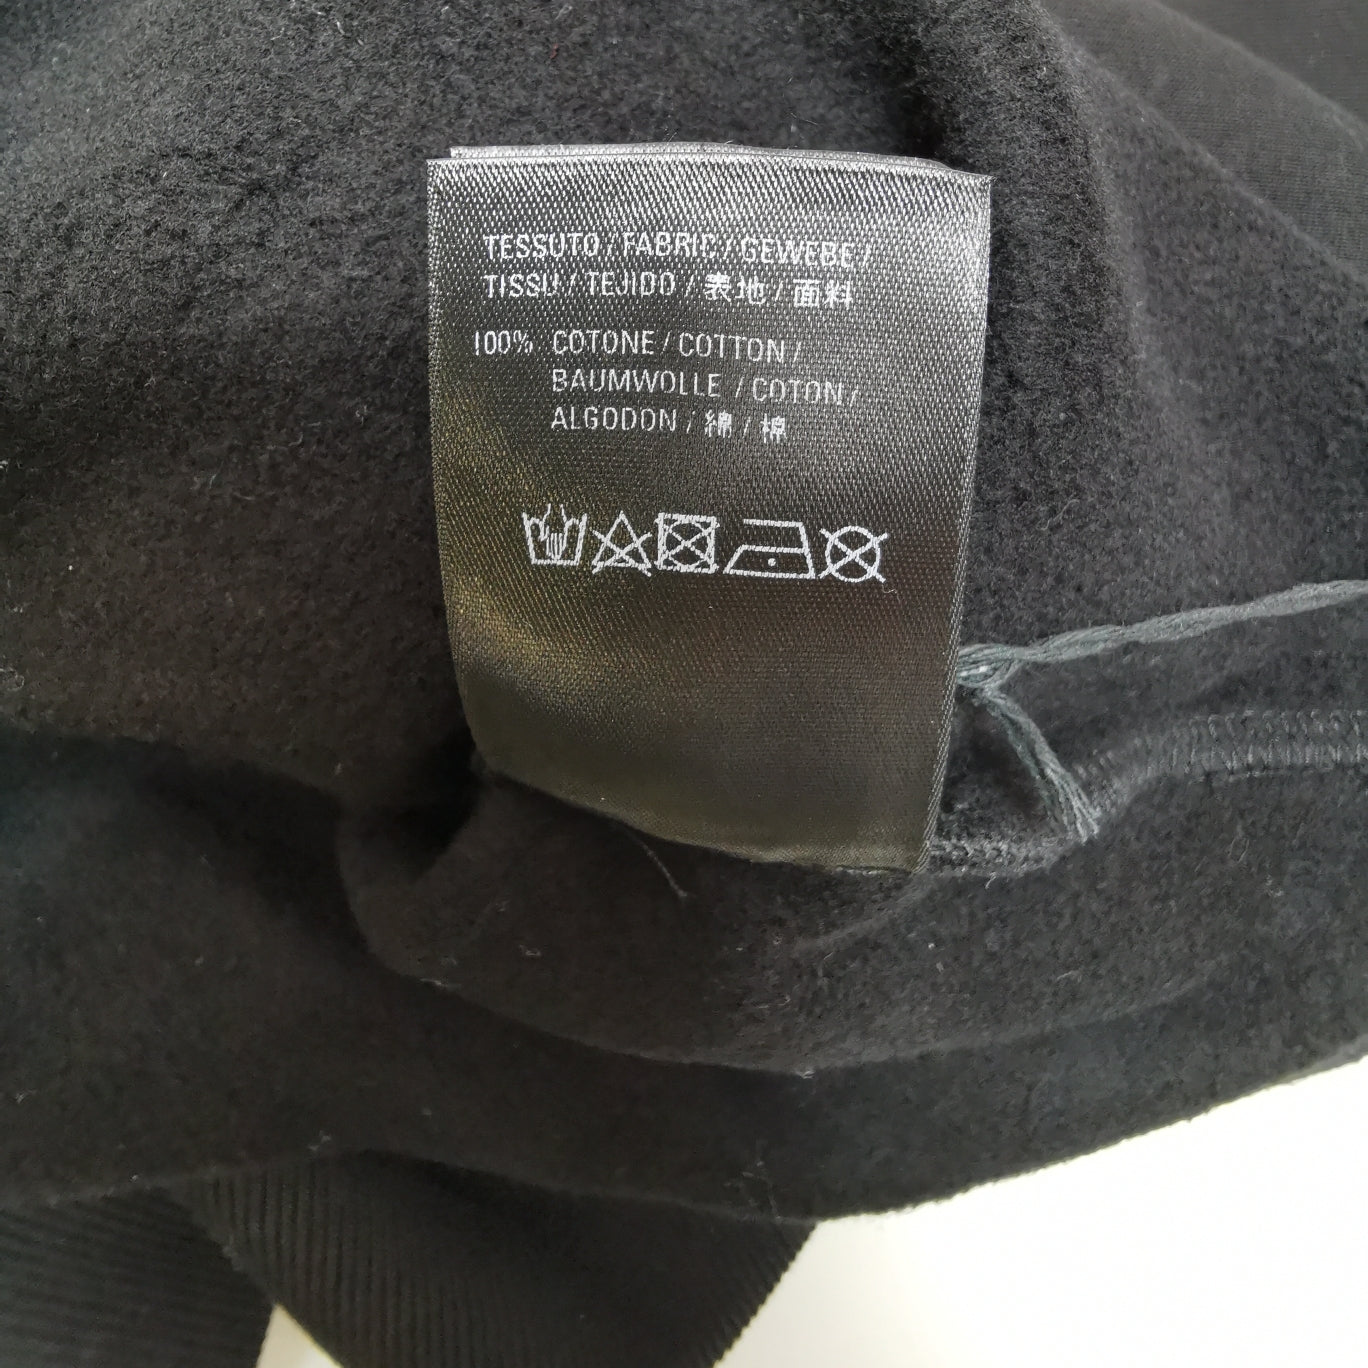 TESSUTO / FABRIC / GEWEBE /
TISSU / TEJIDO / 表地 / 面料
100% COTONE / COTTON /
BAUMWOLLE / COTON /
ALGODON / 綿 / 棉